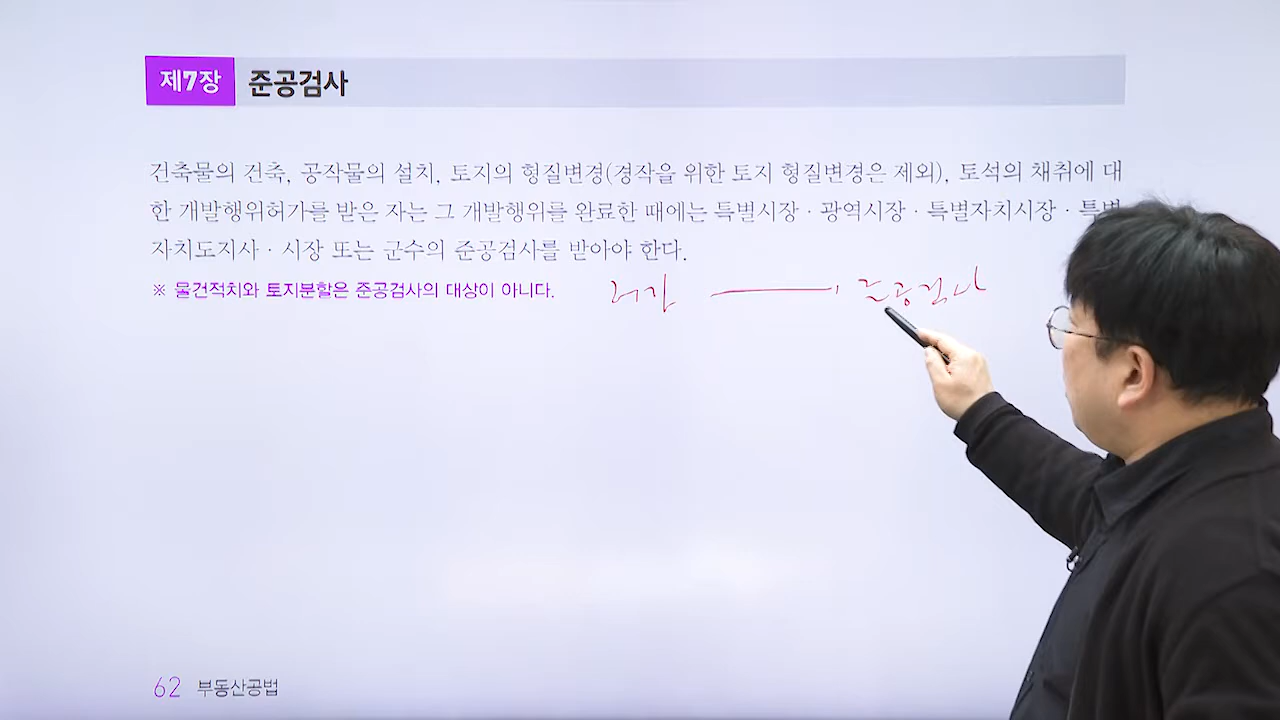 제7장 준공검사
건축물의 건축, 공작물의 설치, 토지의 형질변경(경작을 위한 토지 형질변경은 제외), 토석의 채취에 대
한 개발행위허가를 받은 자는 그 개발행위를 완료한 때에는 특별시장 · 광역시장 · 특별자치시장 · 특별
자치도지사 · 시장 또는 군수의 준공검사를 받아야 한다.
※ 물건적치와 토지분할은 준공검사의 대상이 아니다. 허가 준공검사
62 부동산공법